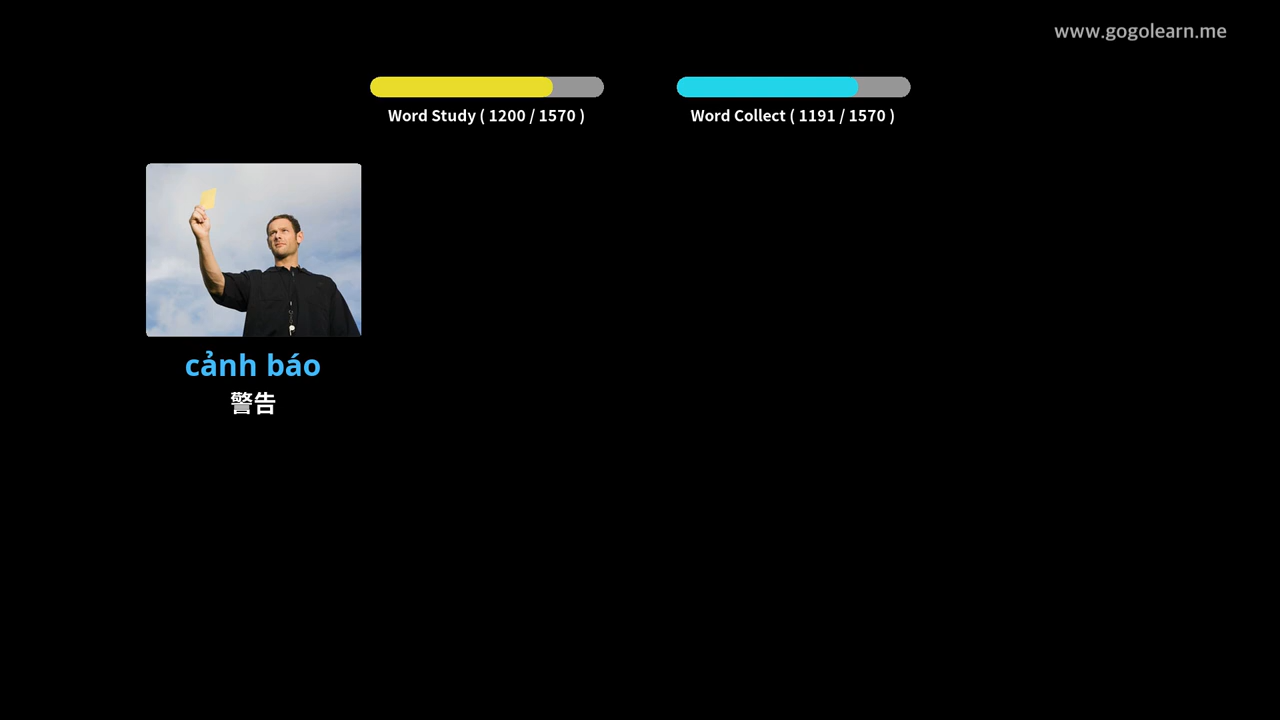 www.gogolearn.me
Word Study ( 1200 / 1570 )
Word Collect ( 1191 / 1570 )
cảnh báo
警告